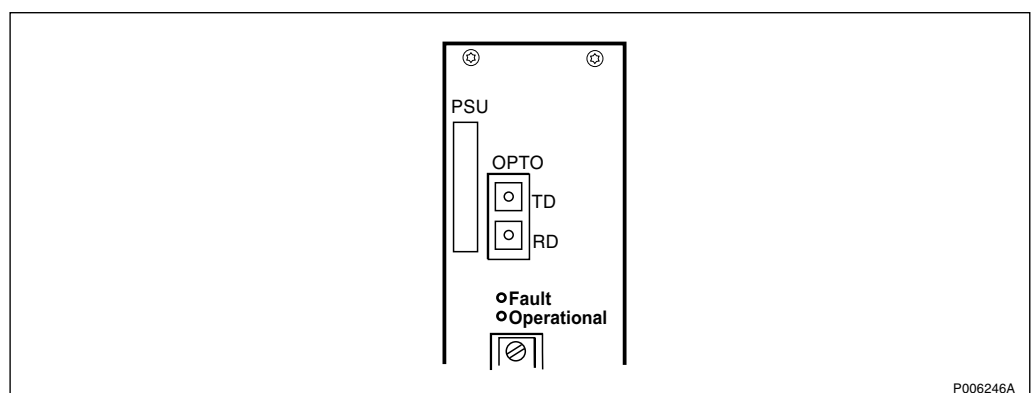 PSU
OPTO
TD
RD
Fault
Operational
P006246A